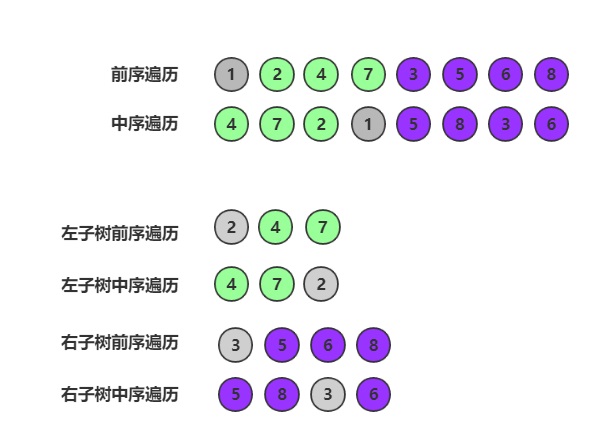 前序遍历 1 2 4 7 3 5 6 8
中序遍历 4 7 2 1 5 8 3 6
左子树前序遍历 2 4 7
左子树中序遍历 4 7 2
右子树前序遍历 3 5 6 8
右子树中序遍历 5 8 3 6